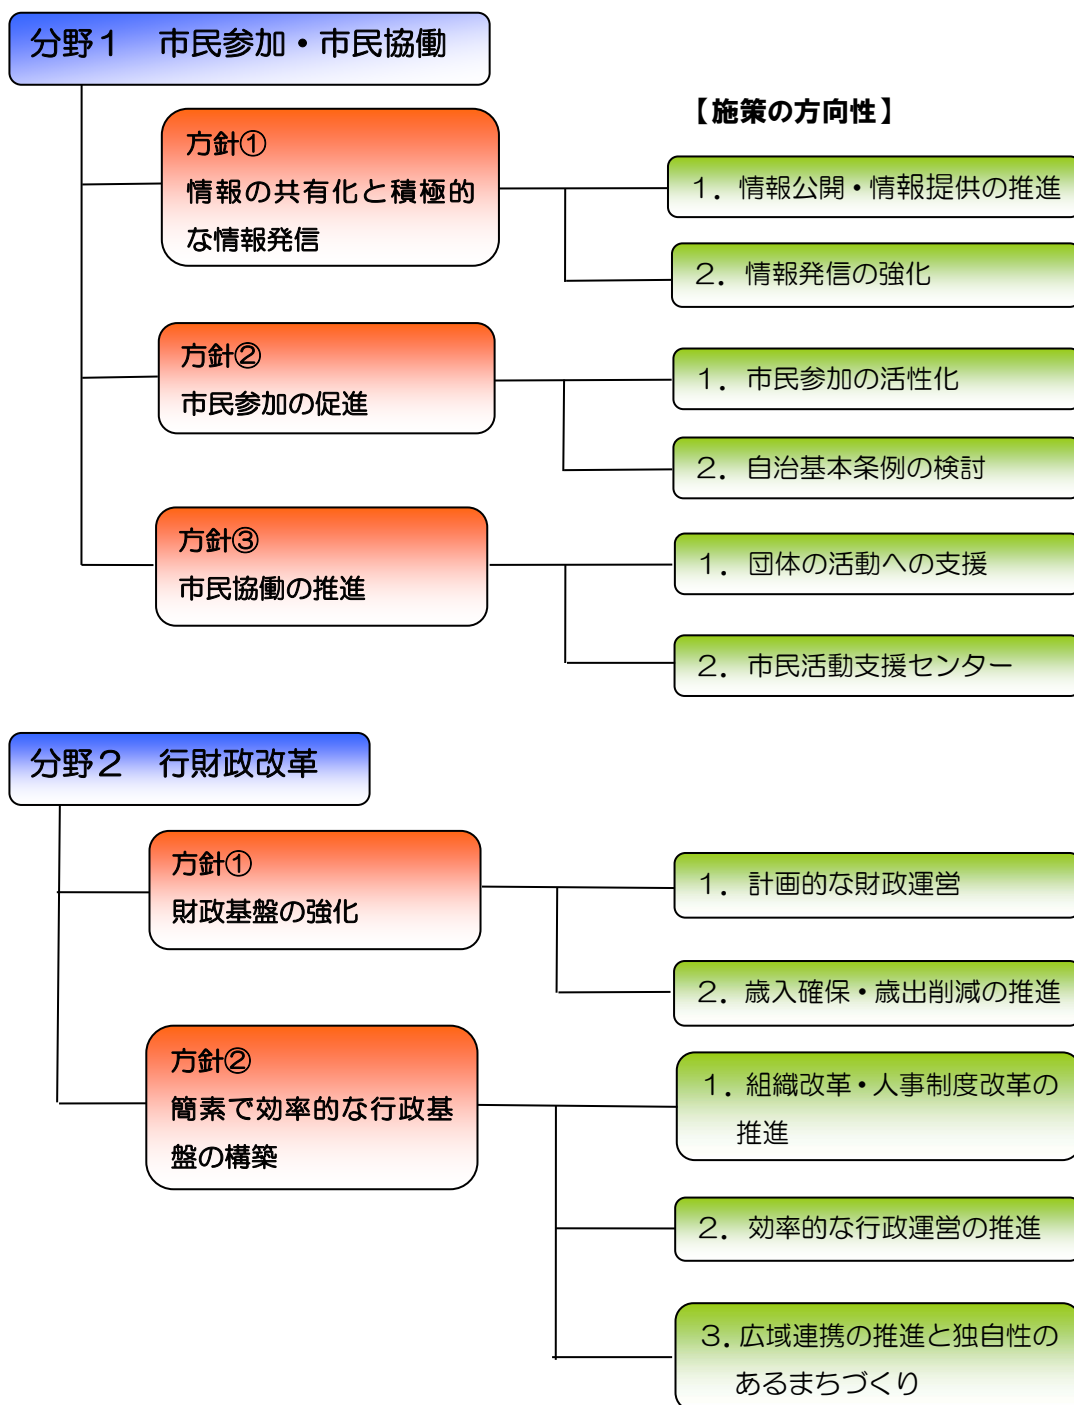 分野１　市民参加・市民協働
【施策の方向性】
方針①
情報の共有化と積極的
な情報発信
１．情報公開・情報提供の推進
２．情報発信の強化
方針②
市民参加の促進
１．市民参加の活性化
２．自治基本条例の検討
方針③
市民協働の推進
１．団体の活動への支援
２．市民活動支援センター
分野２　行財政改革
方針①
財政基盤の強化
１．計画的な財政運営
２．歳入確保・歳出削減の推進
方針②
簡素で効率的な行政基
盤の構築
１．組織改革・人事制度改革の
推進
２．効率的な行政運営の推進
３．広域連携の推進と独自性の
あるまちづくり